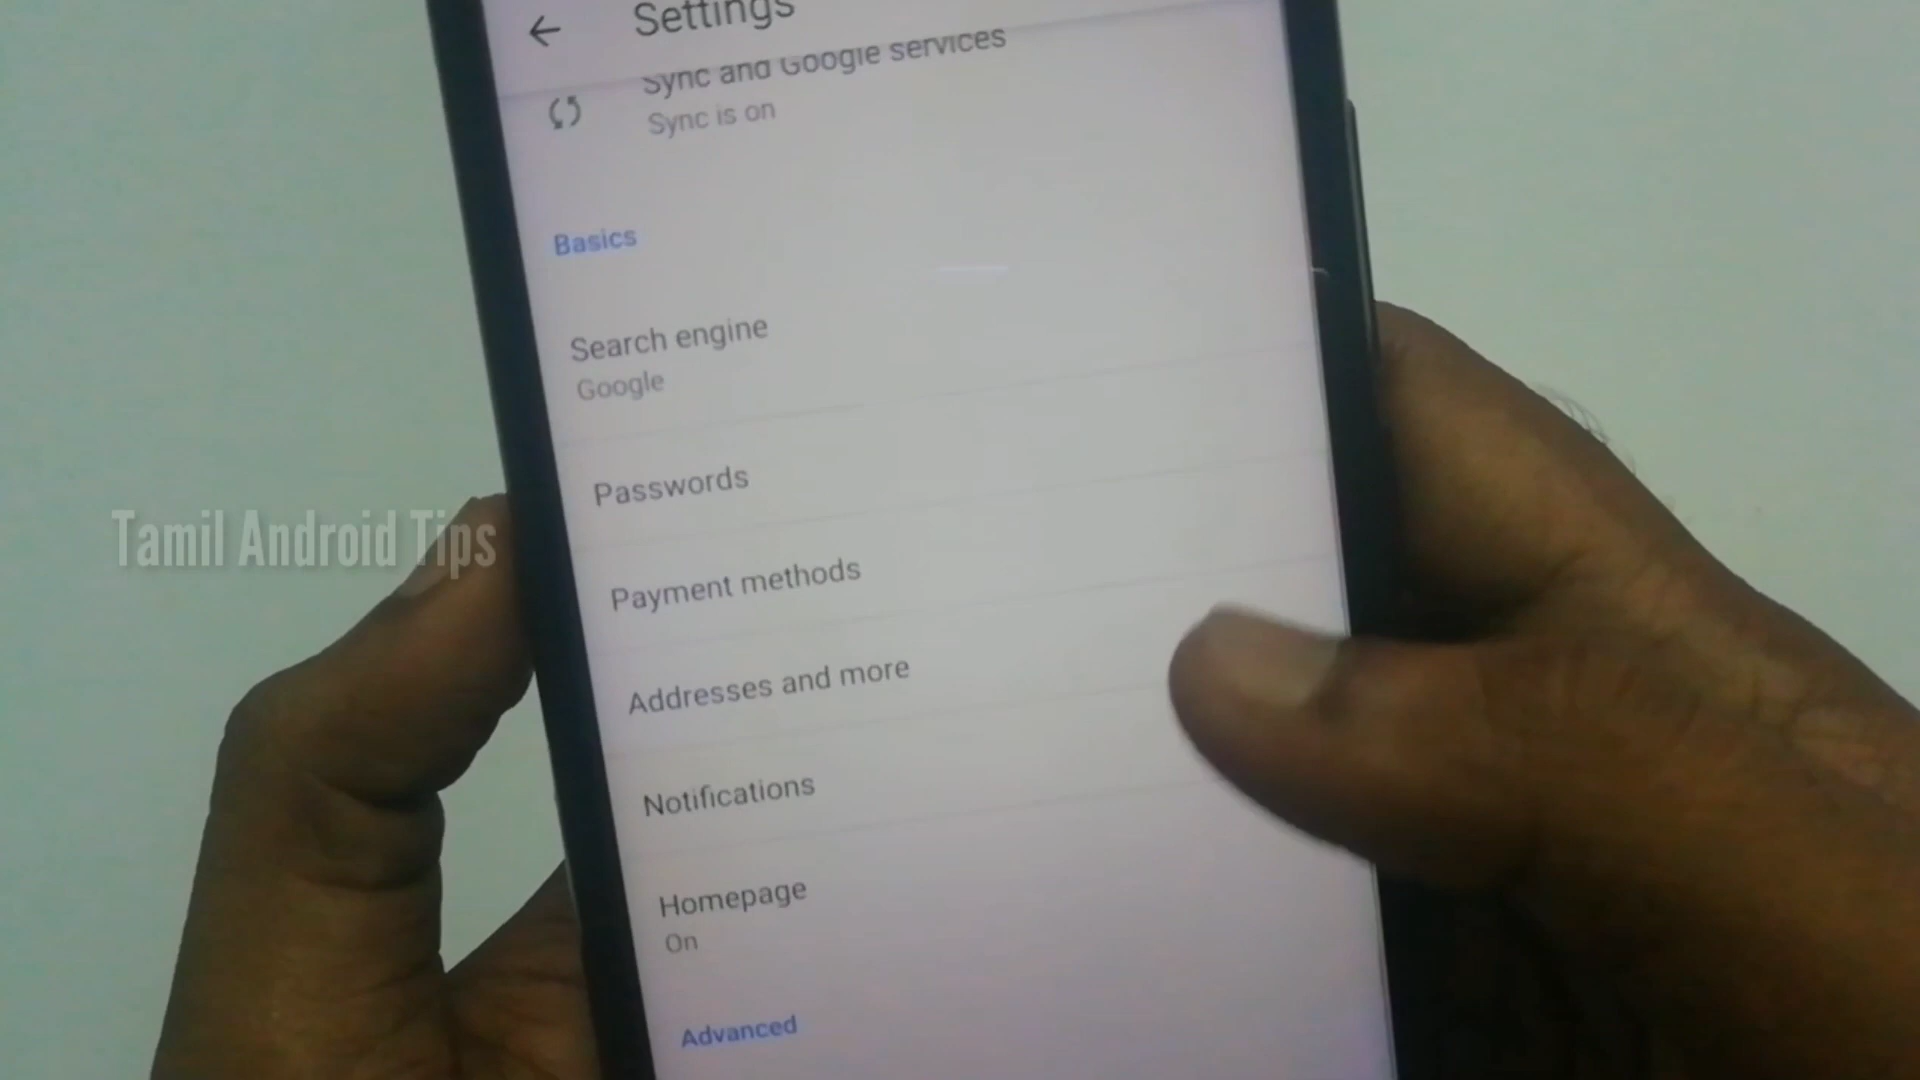 Settings
Sync and Google services
Sync is on
Basics
Search engine
Google
Passwords
Tamil Android Tips
Payment methods
Addresses and more
Notifications
Homepage
On
Advanced